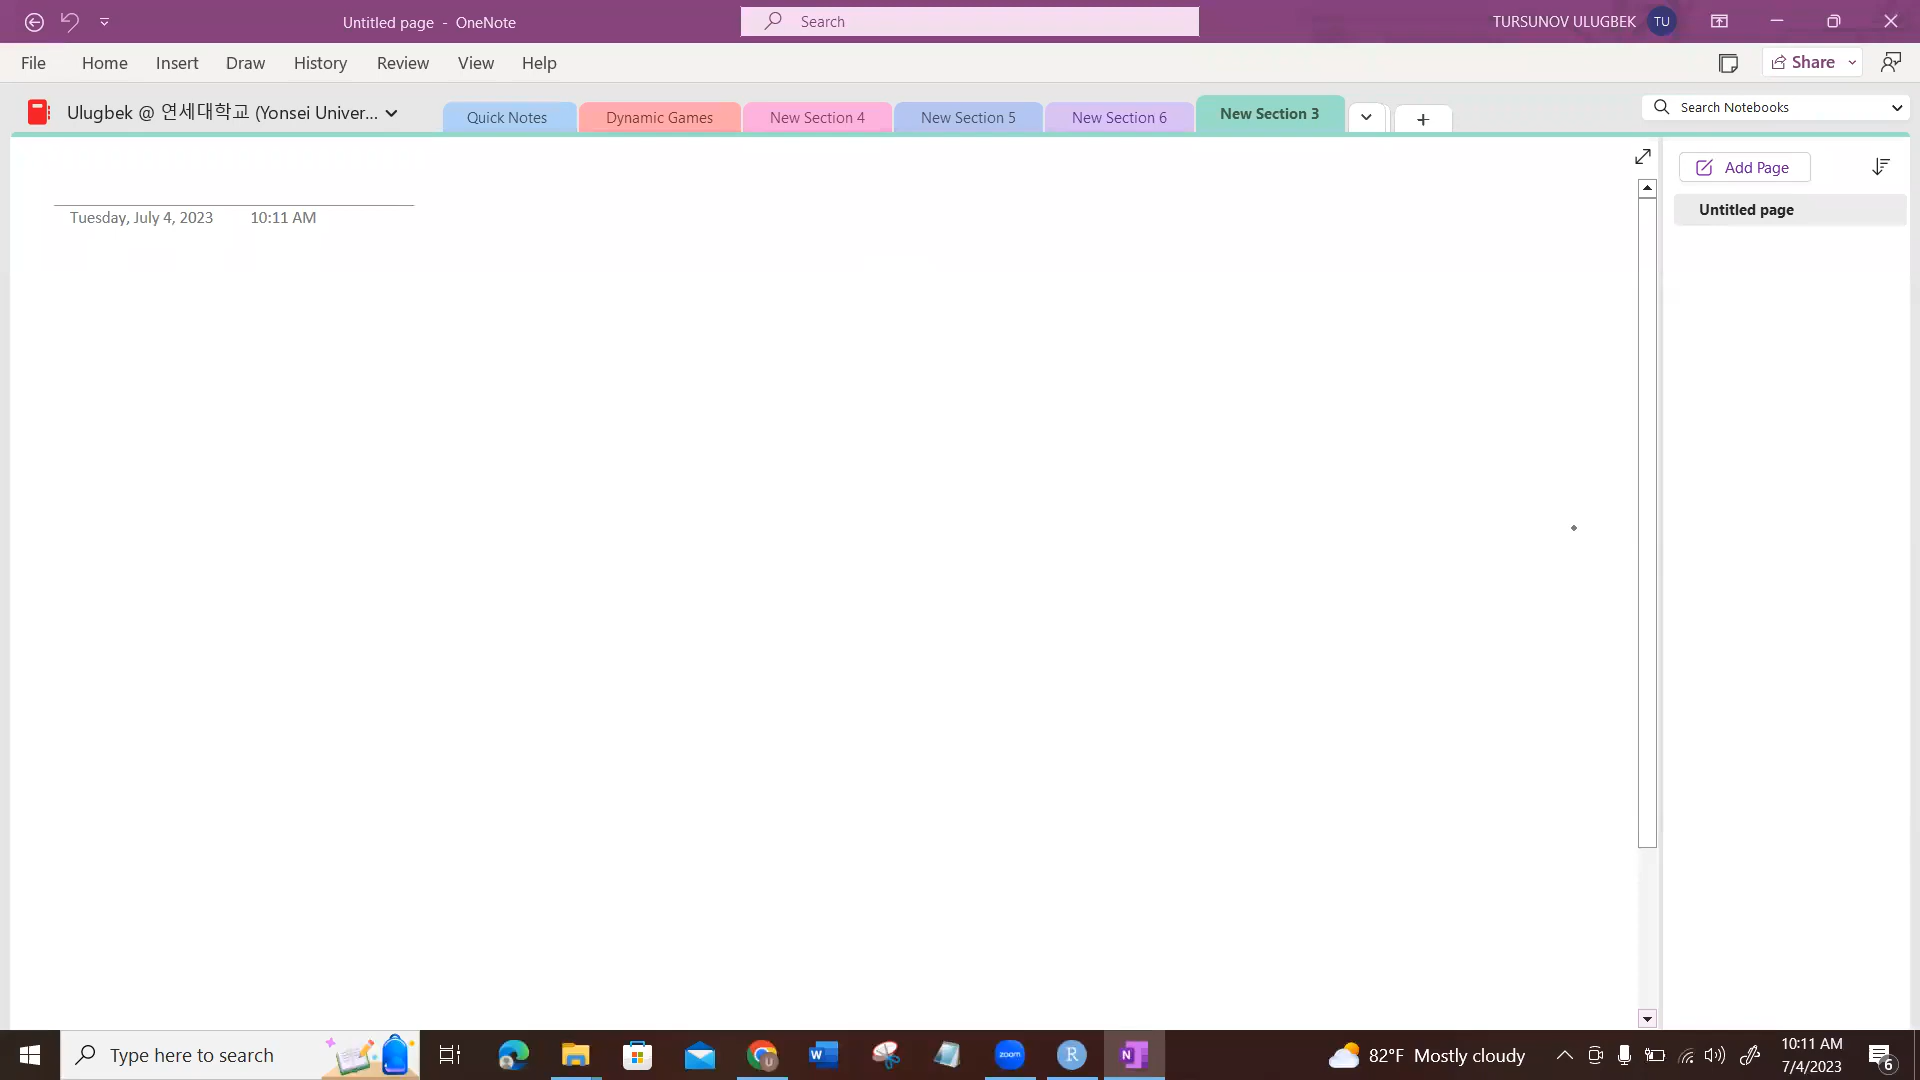 Untitled page - OneNote
Search
TURSUNOV ULUGBEK
TU
File
Home
Insert
Draw
History
Review
View
Help
Share
Ulugbek @ 연세대학교 (Yonsei Univer...
Quick Notes
Dynamic Games
New Section 4
New Section 5
New Section 6
New Section 3
+
Search Notebooks
Add Page
Untitled page
Tuesday, July 4, 2023
10:11 AM
Type here to search
W
zoom
R
N
82°F Mostly cloudy
10:11 AM
7/4/2023
6